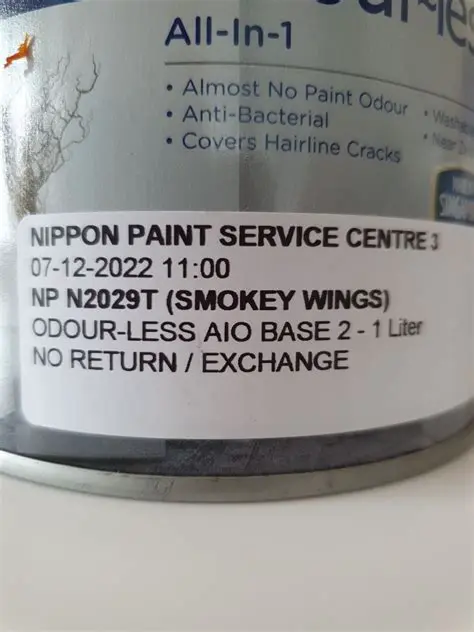 All-In-1
• Almost No Paint Odour
• Anti-Bacterial
• Covers Hairline Cracks
NIPPON PAINT SERVICE CENTRE 3
07-12-2022 11:00
NP N2029T (SMOKEY WINGS)
ODOUR-LESS AIO BASE 2 - 1 Liter
NO RETURN / EXCHANGE